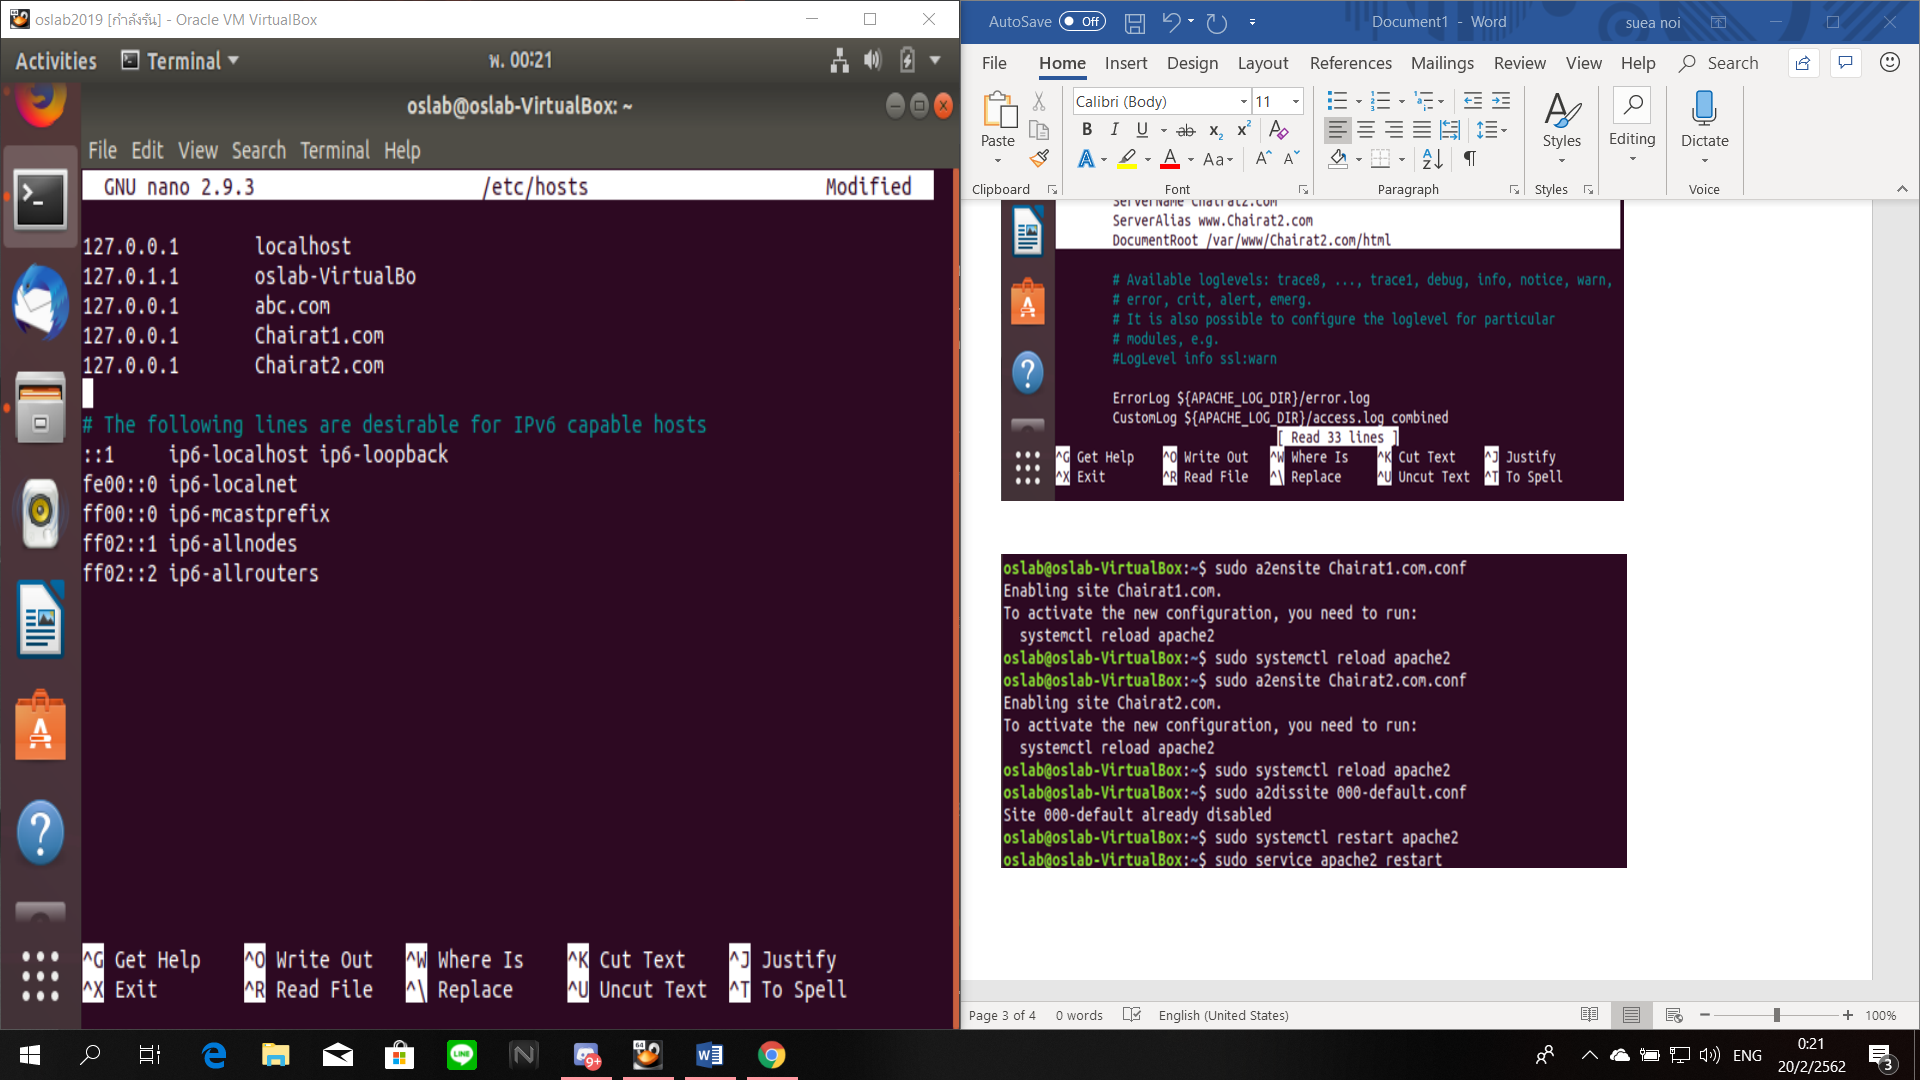 oslab2019 [กำลังรัน] - Oracle VM VirtualBox
Activities
Terminal
พ. 00:21
oslab@oslab-VirtualBox: ~
File Edit View Search Terminal Help
GNU nano 2.9.3 /etc/hosts Modified
127.0.0.1 localhost
127.0.1.1 oslab-VirtualBo
127.0.0.1 abc.com
127.0.0.1 Chairat1.com
127.0.0.1 Chairat2.com
# The following lines are desirable for IPv6 capable hosts
::1 ip6-localhost ip6-loopback
fe00::0 ip6-localnet
ff00::0 ip6-mcastprefix
ff02::1 ip6-allnodes
ff02::2 ip6-allrouters
^G Get Help ^O Write Out ^W Where Is ^K Cut Text ^J Justify
^X Exit ^R Read File ^\ Replace ^U Uncut Text ^T To Spell
AutoSave Off
Document1 - Word
suea noi
File Home Insert Design Layout References Mailings Review View Help Search
Paste
Calibri (Body) 11
Styles
Editing
Dictate
Clipboard Font Paragraph Styles Voice
ServerName Chairat2.com
ServerAlias www.Chairat2.com
DocumentRoot /var/www/Chairat2.com/html
# Available loglevels: trace8, ..., trace1, debug, info, notice, warn,
# error, crit, alert, emerg.
# It is also possible to configure the loglevel for particular
# modules, e.g.
#LogLevel info ssl:warn
ErrorLog ${APACHE_LOG_DIR}/error.log
CustomLog ${APACHE_LOG_DIR}/access.log combined
[ Read 33 lines ]
^G Get Help ^O Write Out ^W Where Is ^K Cut Text ^J Justify
^X Exit ^R Read File ^\ Replace ^U Uncut Text ^T To Spell
oslab@oslab-VirtualBox:~$ sudo a2ensite Chairat1.com.conf
Enabling site Chairat1.com.
To activate the new configuration, you need to run:
systemctl reload apache2
oslab@oslab-VirtualBox:~$ sudo systemctl reload apache2
oslab@oslab-VirtualBox:~$ sudo a2ensite Chairat2.com.conf
Enabling site Chairat2.com.
To activate the new configuration, you need to run:
systemctl reload apache2
oslab@oslab-VirtualBox:~$ sudo systemctl reload apache2
oslab@oslab-VirtualBox:~$ sudo a2dissite 000-default.conf
Site 000-default already disabled
oslab@oslab-VirtualBox:~$ sudo systemctl restart apache2
oslab@oslab-VirtualBox:~$ sudo service apache2 restart
Page 3 of 4 0 words English (United States) 100%
ENG
0:21
20/2/2562